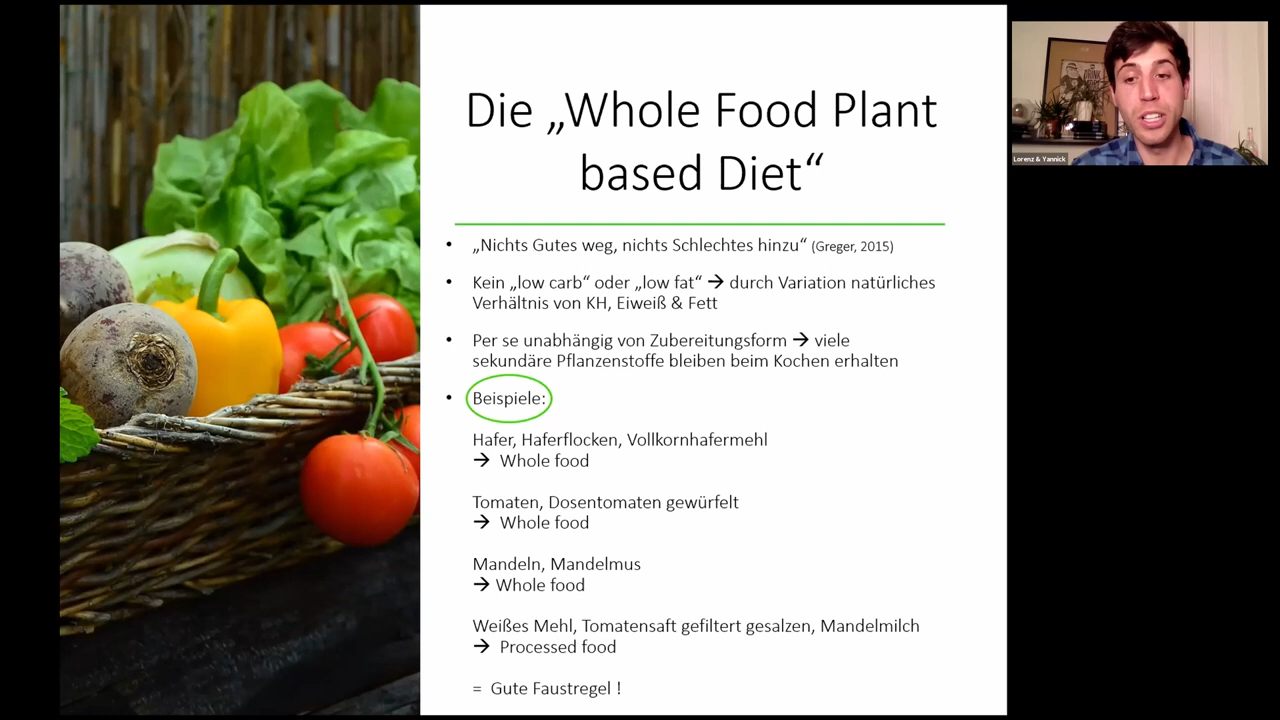 Die „Whole Food Plant
based Diet“
• „Nichts Gutes weg, nichts Schlechtes hinzu“ (Greger, 2015)
• Kein „low carb“ oder „low fat“ → durch Variation natürliches
Verhältnis von KH, Eiweiß & Fett
• Per se unabhängig von Zubereitungsform → viele
sekundäre Pflanzenstoffe bleiben beim Kochen erhalten
• Beispiele:
Hafer, Haferflocken, Vollkornhafermehl
→ Whole food
Tomaten, Dosentomaten gewürfelt
→ Whole food
Mandeln, Mandelmus
→ Whole food
Weißes Mehl, Tomatensaft gefiltert gesalzen, Mandelmilch
→ Processed food
= Gute Faustregel !
Lorenz & Yannick